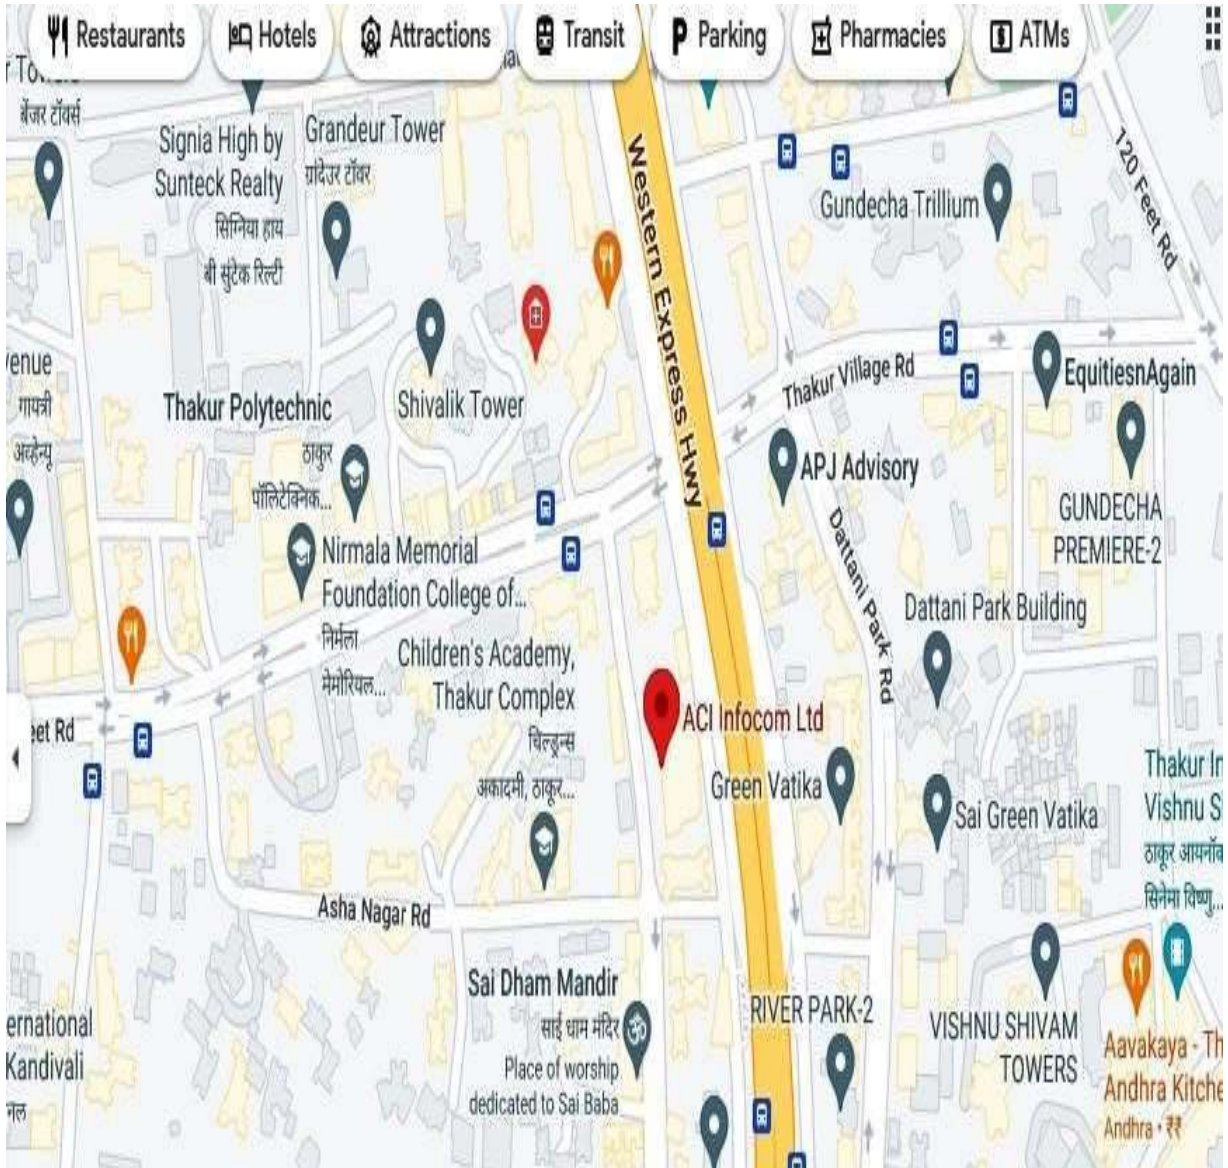 Restaurants
Hotels
Attractions
Transit
Parking
Pharmacies
ATMs
बेंजर टॉवर्स
Signia High by
Sunteck Realty
सिग्निया हाय
बी सुंटेक रिल्टी
Grandeur Tower
ग्रांदेउर टॉवर
Western Express Hwy
Gundecha Trillium
120 Feet Rd
enue
गायत्री
अव्हेन्यू
Thakur Polytechnic
ठाकुर
पॉलिटेक्निक...
Shivalik Tower
Thakur Village Rd
EquitiesnAgain
APJ Advisory
GUNDECHA
PREMIERE-2
Nirmala Memorial
Foundation College of...
निर्मला
मेमोरियल...
Dattani Park Rd
Dattani Park Building
Children's Academy,
Thakur Complex
चिल्ड्रन्स
अकादमी, ठाकूर...
eet Rd
ACI Infocom Ltd
Green Vatika
Sai Green Vatika
Thakur In
Vishnu S
ठाकूर आयनॉक
सिनेमा विष्णु...
Asha Nagar Rd
Sai Dham Mandir
साई धाम मंदिर
Place of worship
dedicated to Sai Baba
RIVER PARK-2
VISHNU SHIVAM
TOWERS
Aavakaya - Th
Andhra Kitche
Andhra · ₹₹
ernational
Kandivali
नल